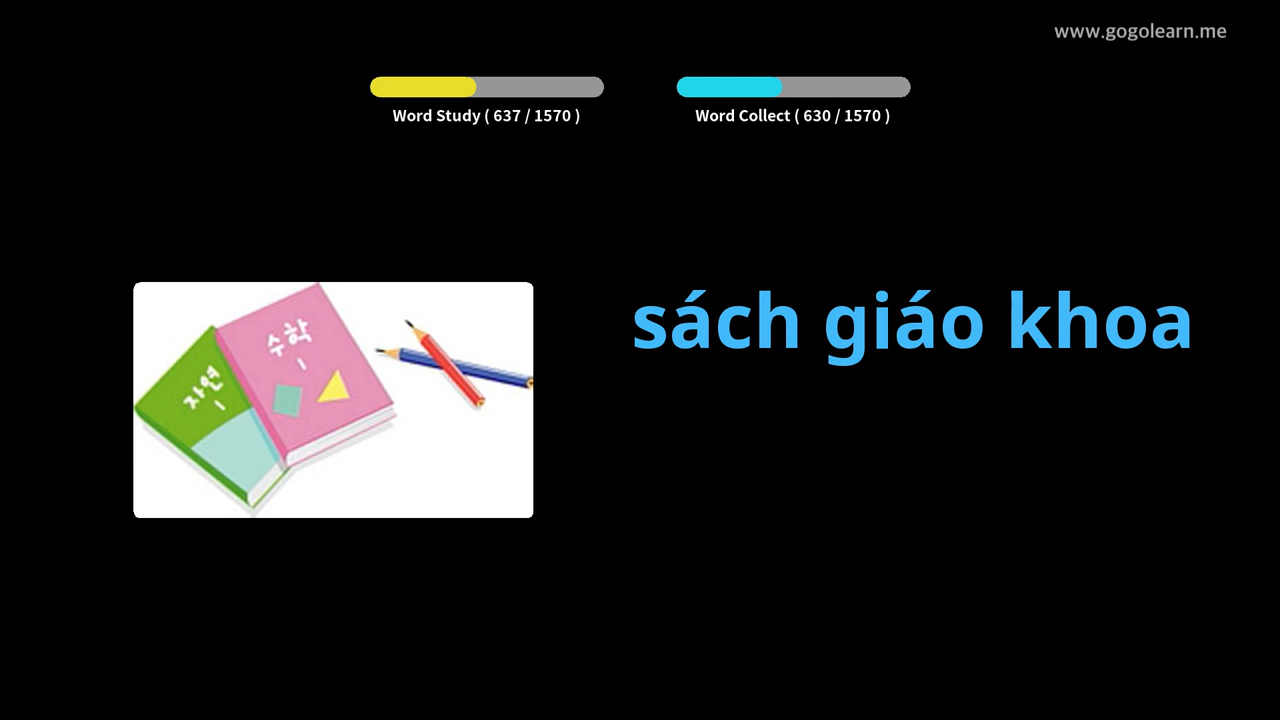 www.gogolearn.me
Word Study ( 637 / 1570 )
Word Collect ( 630 / 1570 )
sách giáo khoa
수학
1
자연
1